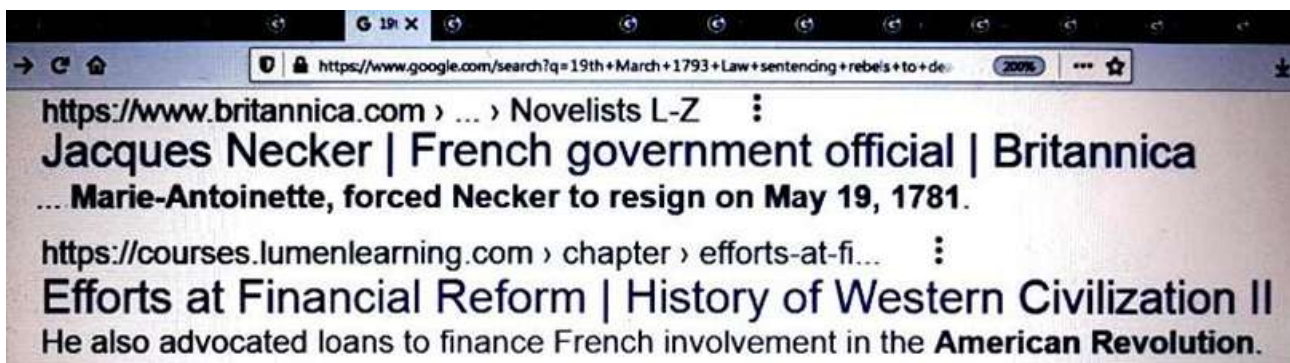 G 19t
https://www.google.com/search?q=19th+March+1793+Law+sentencing+rebels+to+de
200%
https://www.britannica.com › ... › Novelists L-Z
Jacques Necker | French government official | Britannica
... Marie-Antoinette, forced Necker to resign on May 19, 1781.
https://courses.lumenlearning.com › chapter › efforts-at-fi...
Efforts at Financial Reform | History of Western Civilization II
He also advocated loans to finance French involvement in the American Revolution.